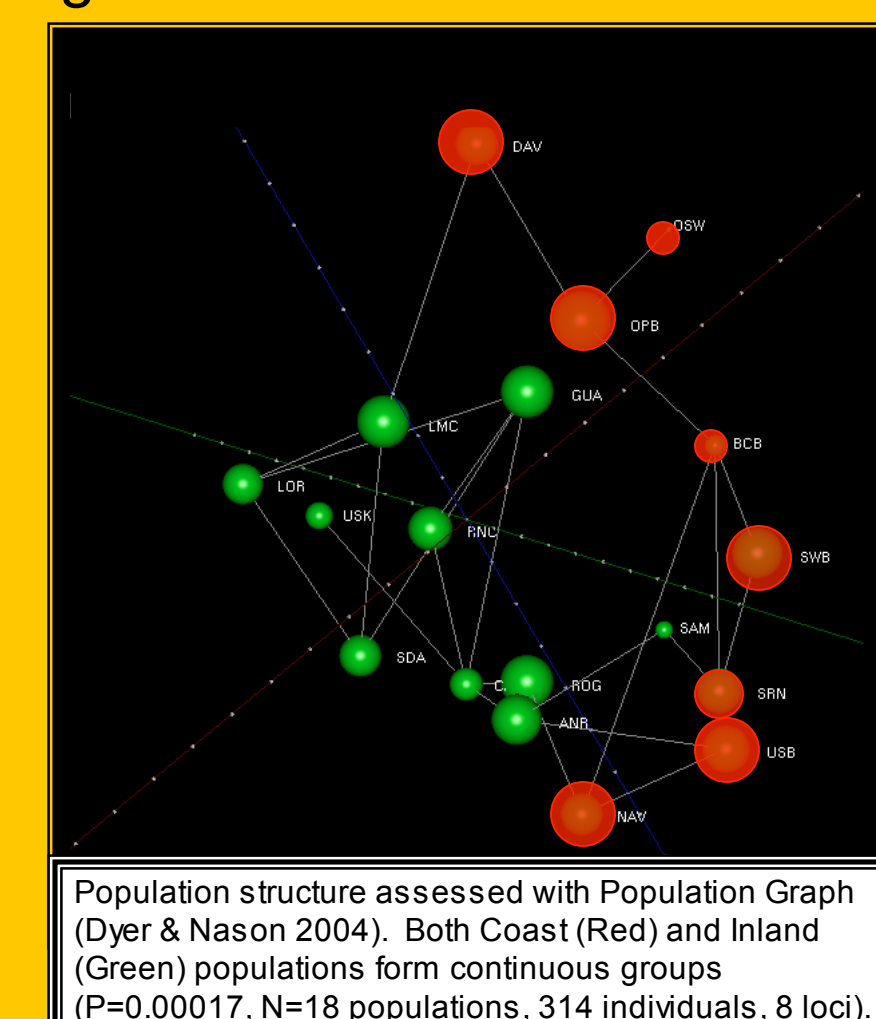 DAV
OSW
OPB
GUA
LMC
BCB
LOR
USK
RNC
SWB
SAM
SDA
ROG
SRN
ANR
USB
NAV
Population structure assessed with Population Graph
(Dyer & Nason 2004). Both Coast (Red) and Inland
(Green) populations form continuous groups
(P=0.00017, N=18 populations, 314 individuals, 8 loci).